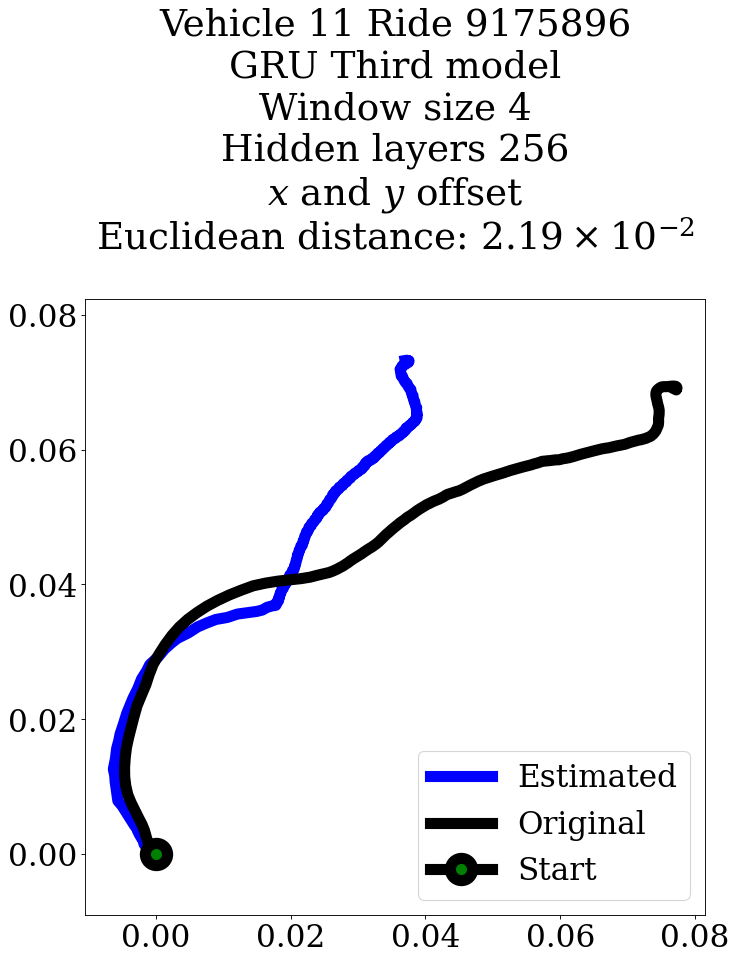 Vehicle 11 Ride 9175896
GRU Third model
Window size 4
Hidden layers 256
x and y offset
Euclidean distance: 2.19 × 10⁻²
0.08
0.06
0.04
0.02
0.00
Estimated
Original
Start
0.00 0.02 0.04 0.06 0.08